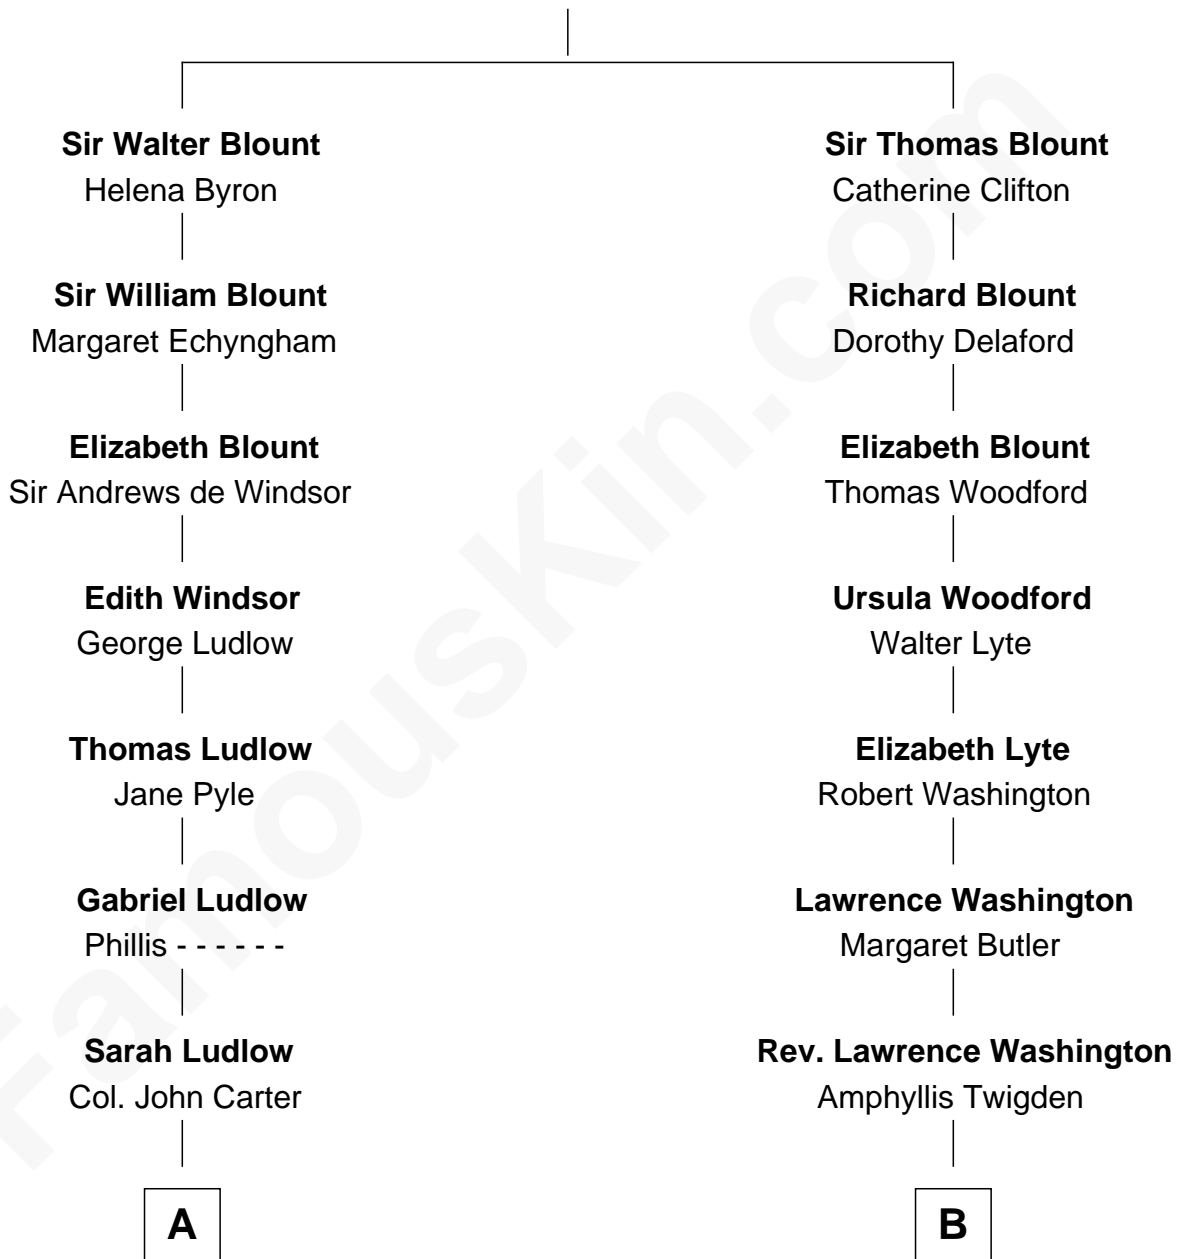 Sir Walter Blount
Helena Byron
Sir William Blount
Margaret Echyngham
Elizabeth Blount
Sir Andrews de Windsor
Edith Windsor
George Ludlow
Thomas Ludlow
Jane Pyle
Gabriel Ludlow
Phillis - - - - - -
Sarah Ludlow
Col. John Carter
A
Sir Thomas Blount
Catherine Clifton
Richard Blount
Dorothy Delaford
Elizabeth Blount
Thomas Woodford
Ursula Woodford
Walter Lyte
Elizabeth Lyte
Robert Washington
Lawrence Washington
Margaret Butler
Rev. Lawrence Washington
Amphyllis Twigden
B
FamousKin.com